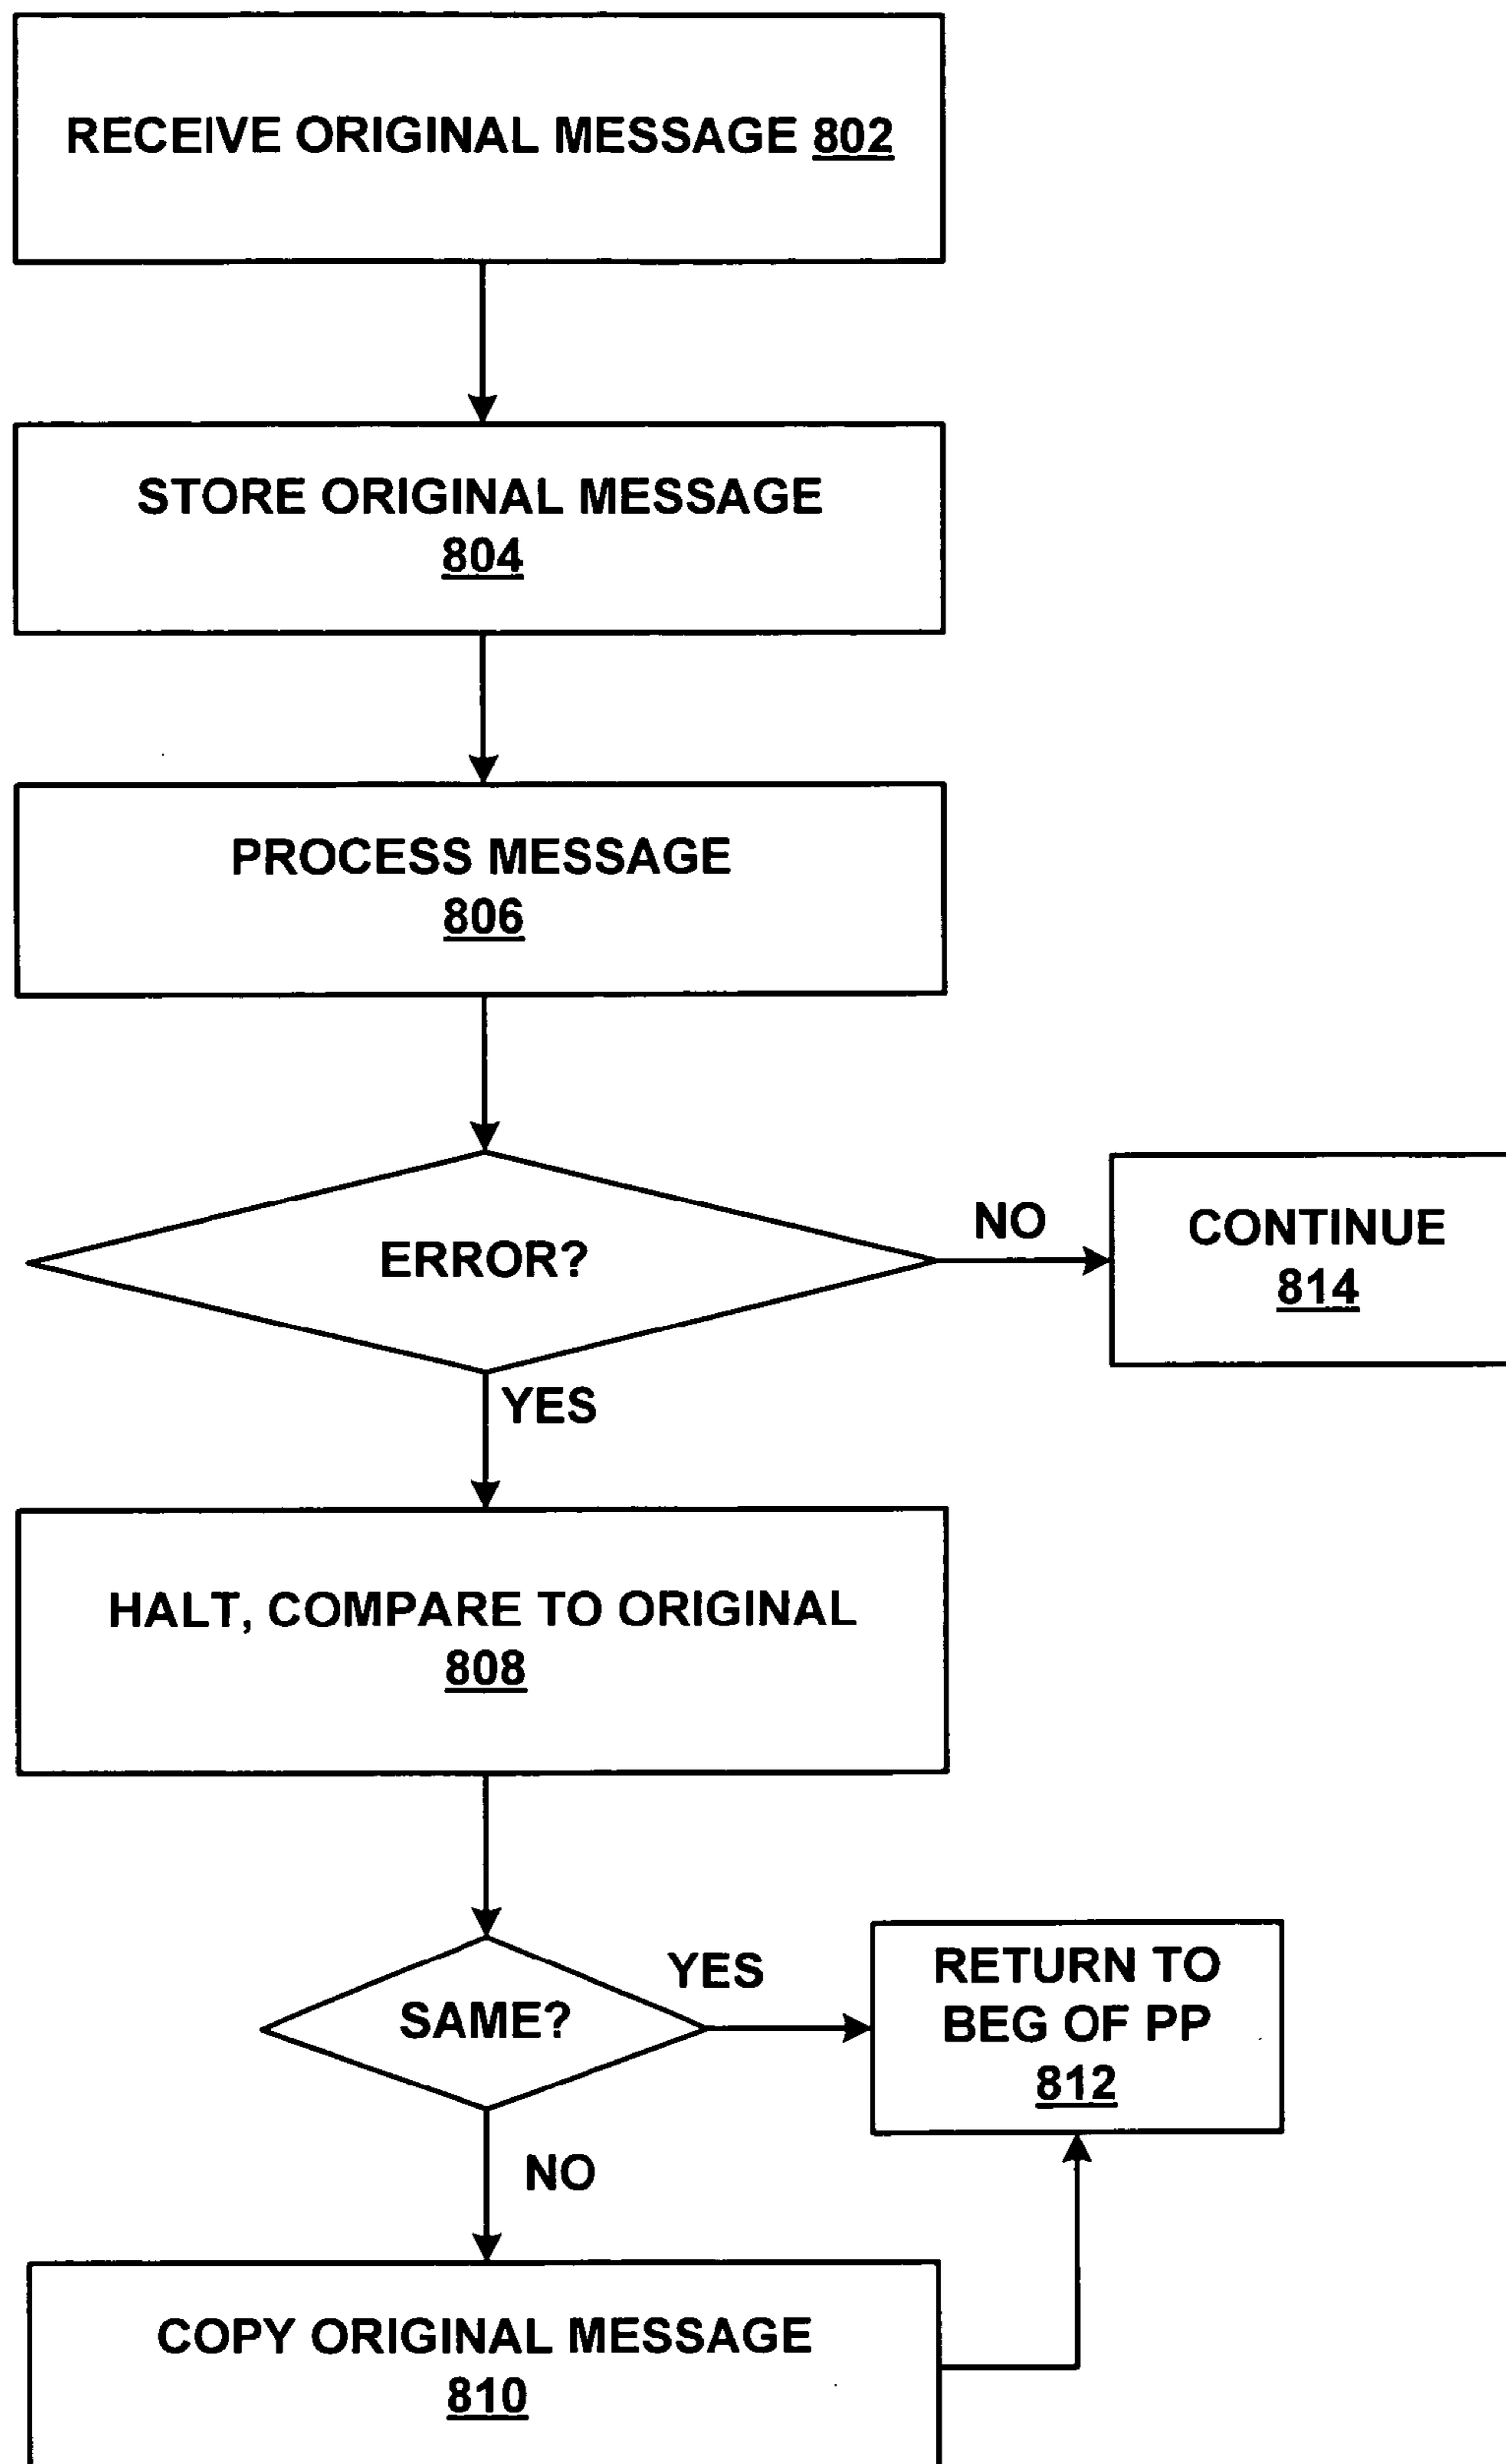 RECEIVE ORIGINAL MESSAGE 802
STORE ORIGINAL MESSAGE
804
PROCESS MESSAGE
806
ERROR?
NO
CONTINUE
814
YES
HALT, COMPARE TO ORIGINAL
808
SAME?
YES
RETURN TO
BEG OF PP
812
NO
COPY ORIGINAL MESSAGE
810